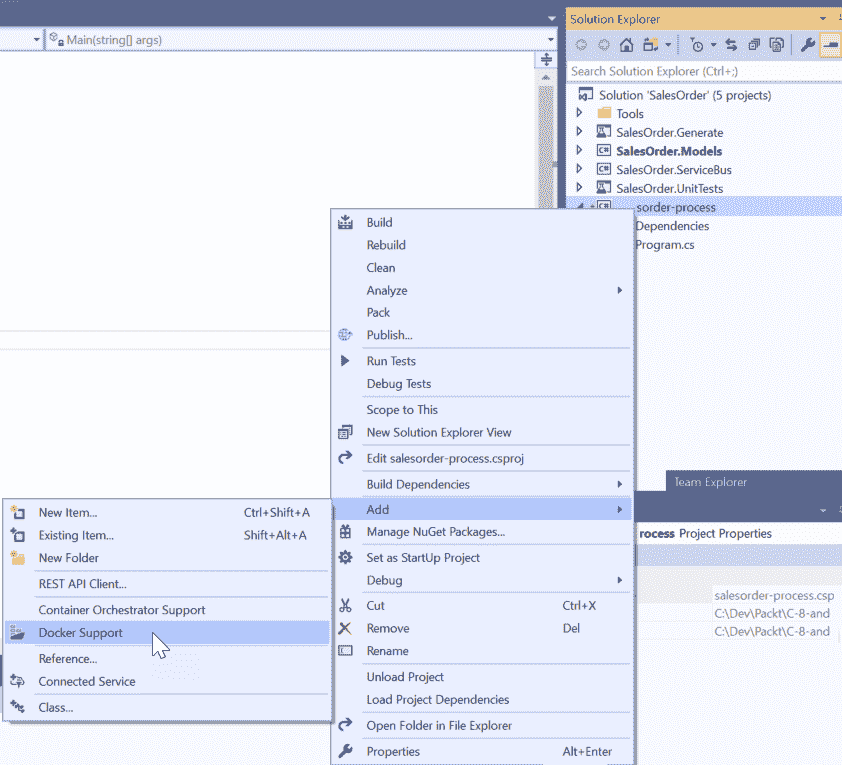 Main(string[] args)
Solution Explorer
Search Solution Explorer (Ctrl+;)
Solution 'SalesOrder' (5 projects)
Tools
SalesOrder.Generate
SalesOrder.Models
SalesOrder.ServiceBus
SalesOrder.UnitTests
sorder-process
Dependencies
Program.cs
Build
Rebuild
Clean
Analyze
Pack
Publish...
Run Tests
Debug Tests
Scope to This
New Solution Explorer View
Edit salesorder-process.csproj
Build Dependencies
Add
Manage NuGet Packages...
Set as StartUp Project
Debug
Cut Ctrl+X
Remove Del
Rename
Unload Project
Load Project Dependencies
Open Folder in File Explorer
Properties Alt+Enter
New Item... Ctrl+Shift+A
Existing Item... Shift+Alt+A
New Folder
REST API Client...
Container Orchestrator Support
Docker Support
Reference...
Connected Service
Class...
Team Explorer
rocess Project Properties
salesorder-process.csp
C:\Dev\Packt\C-8-and
C:\Dev\Packt\C-8-and